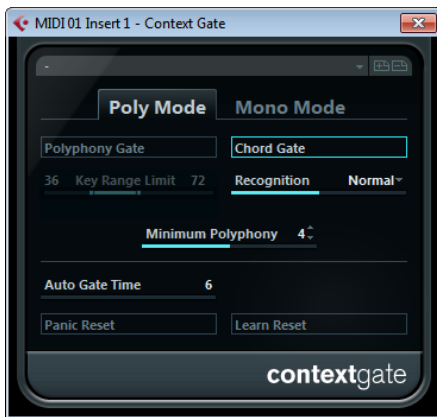 MIDI 01 Insert 1 - Context Gate
-
Poly Mode Mono Mode
Polyphony Gate Chord Gate
36 Key Range Limit 72 Recognition Normal
Minimum Polyphony 4
Auto Gate Time 6
Panic Reset Learn Reset
contextgate